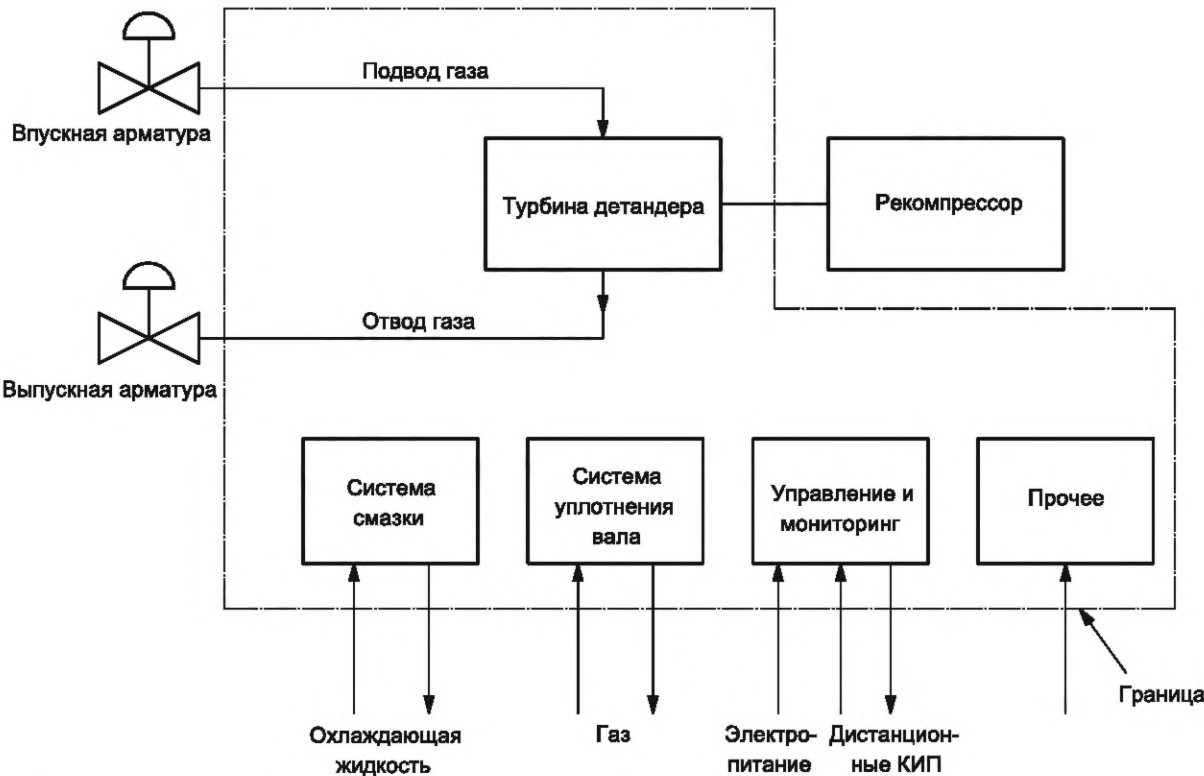 Подвод газа
Впускная арматура
Турбина детандера
Рекомпрессор
Отвод газа
Выпускная арматура
Система
смазки
Система
уплотнения
вала
Управление и
мониторинг
Прочее
Граница
Охлаждающая
жидкость
Газ
Электро-
питание
Дистанцион-
ные КИП